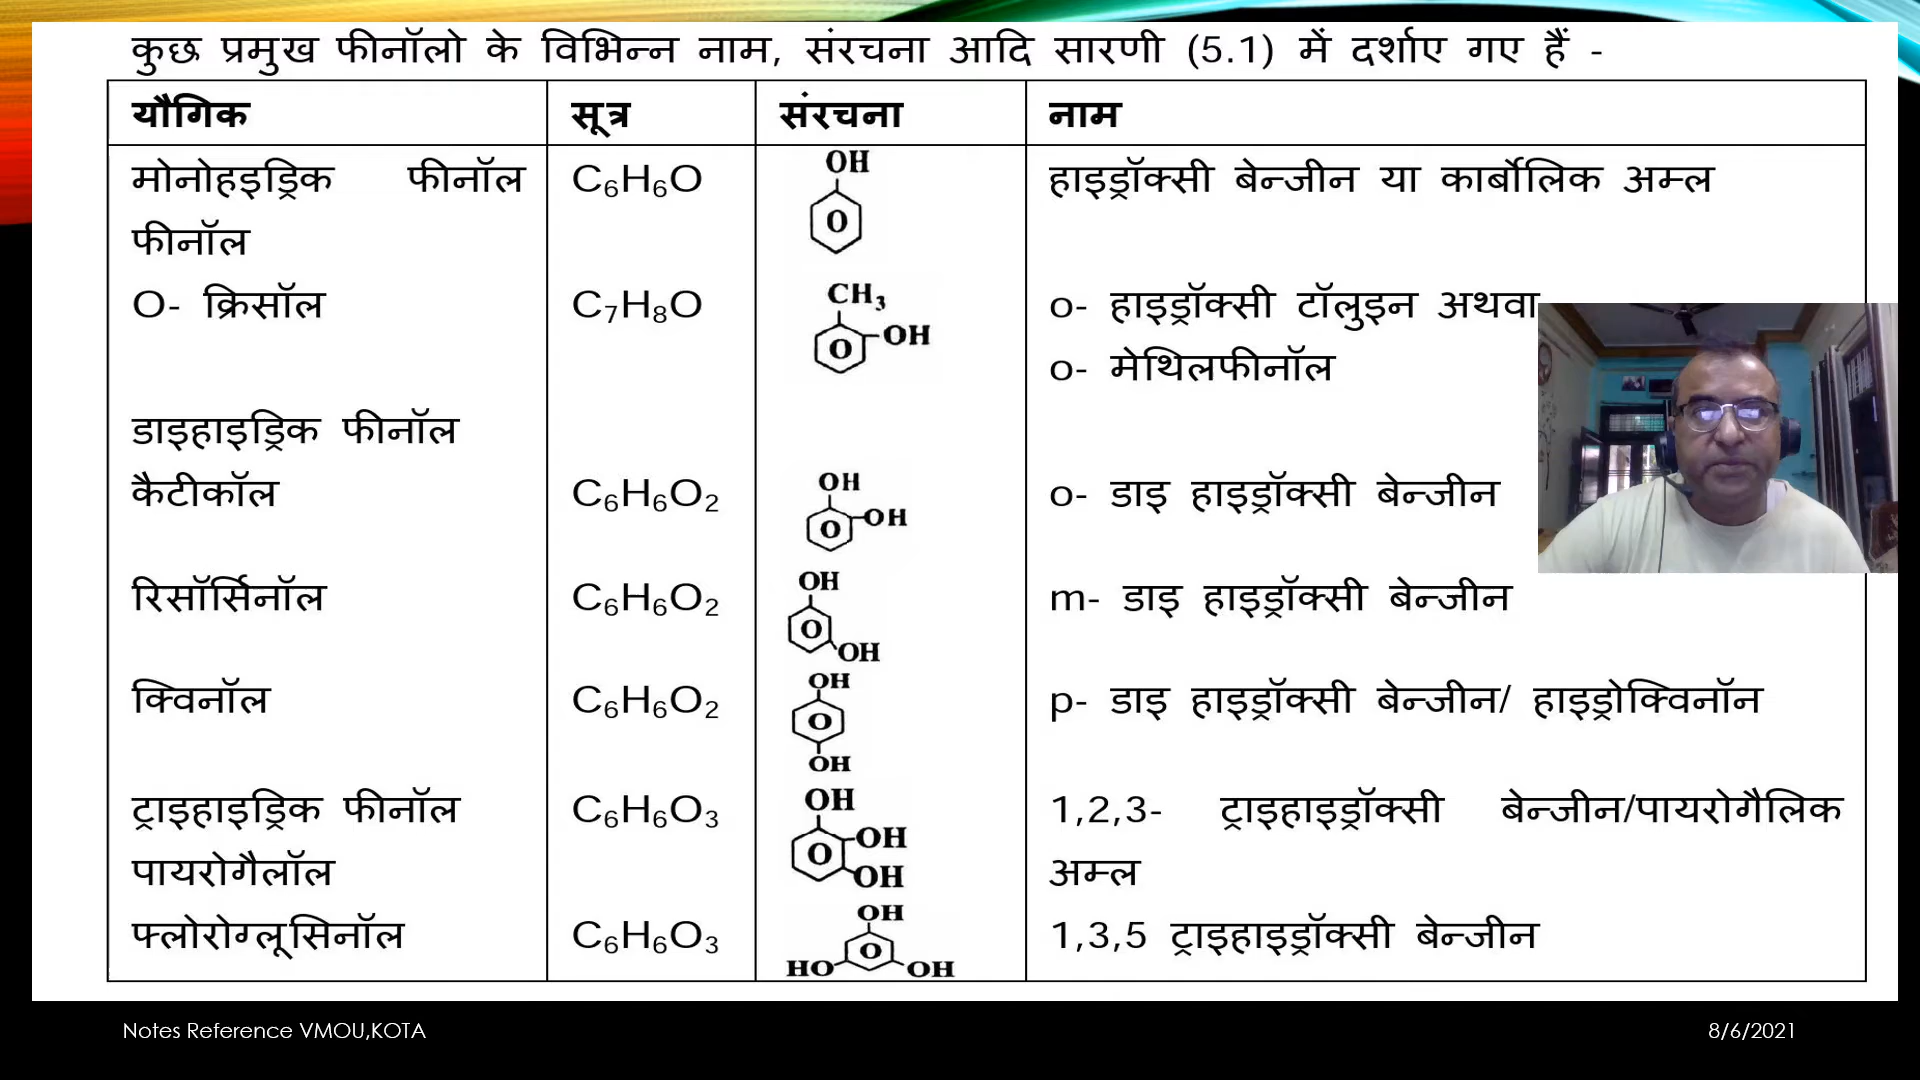 कुछ प्रमुख फीनॉलो के विभिन्न नाम, संरचना आदि सारणी (5.1) में दर्शाए गए हैं -
यौगिक सूत्र संरचना नाम
मोनोहइड्रिक फीनॉल C₆H₆O OH हाइड्रॉक्सी बेन्जीन या कार्बोलिक अम्ल
O
फीनॉल
O- क्रिसॉल C₇H₈O CH₃ o- हाइड्रॉक्सी टॉलुइन अथवा
OH
O
o- मेथिलफीनॉल
डाइहाइड्रिक फीनॉल
कैटीकॉल C₆H₆O₂ OH o- डाइ हाइड्रॉक्सी बेन्जीन
OH
O
रिसॉर्सिनॉल C₆H₆O₂ OH m- डाइ हाइड्रॉक्सी बेन्जीन
O
OH
क्विनॉल C₆H₆O₂ OH p- डाइ हाइड्रॉक्सी बेन्जीन/ हाइड्रोक्विनॉन
O
OH
ट्राइहाइड्रिक फीनॉल C₆H₆O₃ OH 1,2,3- ट्राइहाइड्रॉक्सी बेन्जीन/पायरोगैलिक
OH
O
पायरोगैलॉल OH अम्ल
फ्लोरोग्लूसिनॉल C₆H₆O₃ OH 1,3,5 ट्राइहाइड्रॉक्सी बेन्जीन
O
HO OH
Notes Reference VMOU,KOTA 8/6/2021